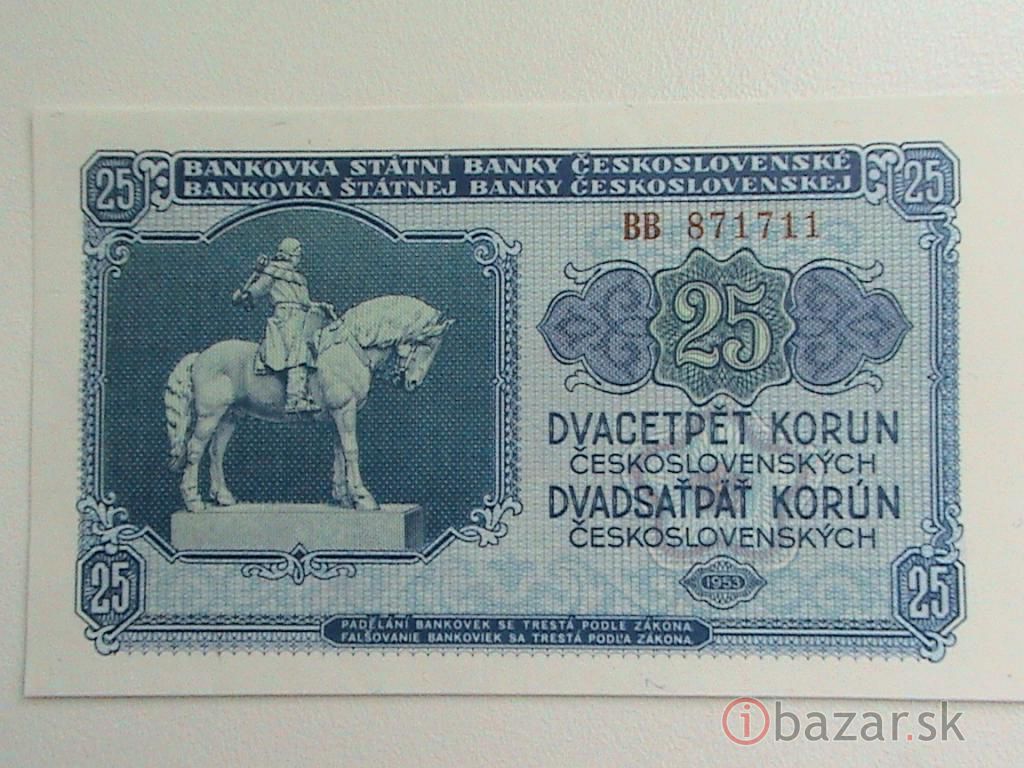 BANKOVKA STÁTNÍ BANKY ČESKOSLOVENSKÉ
BANKOVKA ŠTÁTNEJ BANKY ČESKOSLOVENSKEJ
25
25
BB 871711
25
DVACETPĚT KORUN
ČESKOSLOVENSKÝCH
DVADSAŤPÄŤ KORÚN
ČESKOSLOVENSKÝCH
1953
25
25
PADĚLÁNÍ BANKOVEK SE TRESTÁ PODLE ZÁKONA
FALŠOVANIE BANKOVIEK SA TRESTÁ PODĽA ZÁKONA
ibazar.sk